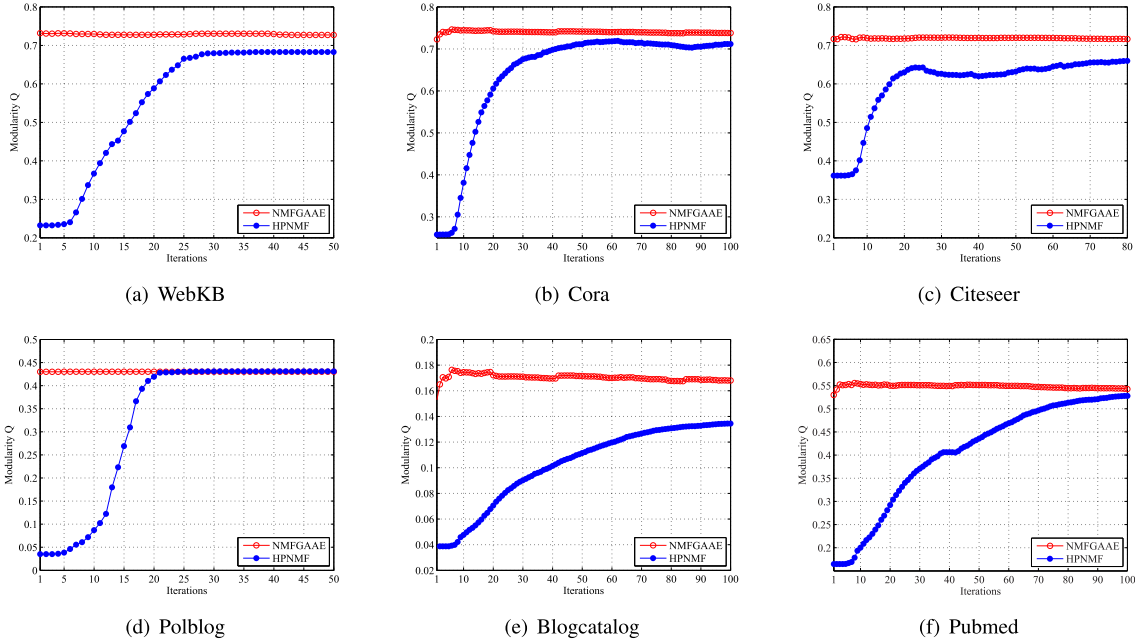 0.8
0.7
0.6
0.5
0.4
0.3
0.2
Modularity Q
1 5 10 15 20 25 30 35 40 45 50
Iterations
NMFGAAE
HPNMF
(a) WebKB
0.8
0.7
0.6
0.5
0.4
0.3
Modularity Q
1 10 20 30 40 50 60 70 80 90 100
Iterations
NMFGAAE
HPNMF
(b) Cora
0.8
0.7
0.6
0.5
0.4
0.3
0.2
Modularity Q
1 10 20 30 40 50 60 70 80
Iterations
NMFGAAE
HPNMF
(c) Citeseer
0.5
0.45
0.4
0.35
0.3
0.25
0.2
0.15
0.1
0.05
0
Modularity Q
1 5 10 15 20 25 30 35 40 45 50
Iterations
NMFGAAE
HPNMF
(d) Polblog
0.2
0.18
0.16
0.14
0.12
0.1
0.08
0.06
0.04
0.02
Modularity Q
1 10 20 30 40 50 60 70 80 90 100
Iterations
NMFGAAE
HPNMF
(e) Blogcatalog
0.65
0.6
0.55
0.5
0.45
0.4
0.35
0.3
0.25
0.2
Modularity Q
1 10 20 30 40 50 60 70 80 90 100
Iterations
NMFGAAE
HPNMF
(f) Pubmed